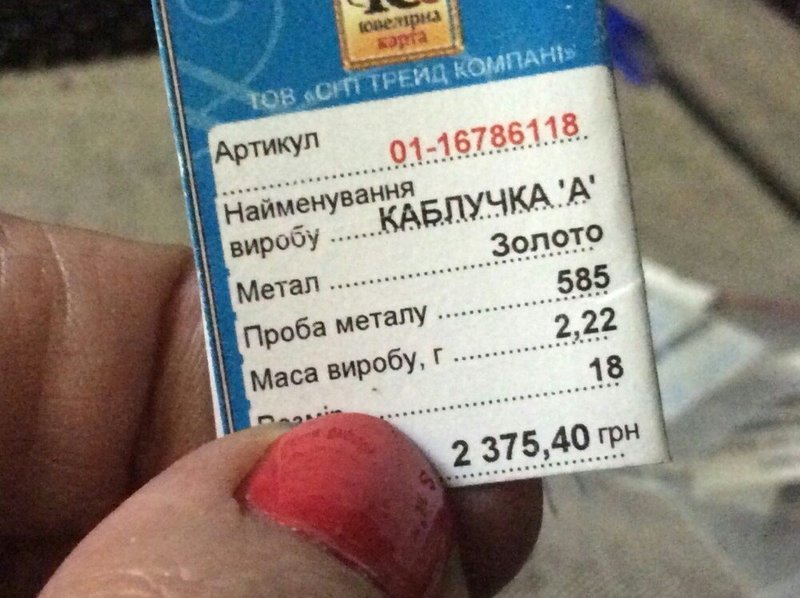 ювелірна
карта
ТОВ «СІТІ ТРЕЙД КОМПАНІ»
Артикул 01-16786118
Найменування
виробу КАБЛУЧКА 'А'
Метал Золото
Проба металу 585
Маса виробу, г 2,22
Розмір 18
2 375,40 грн